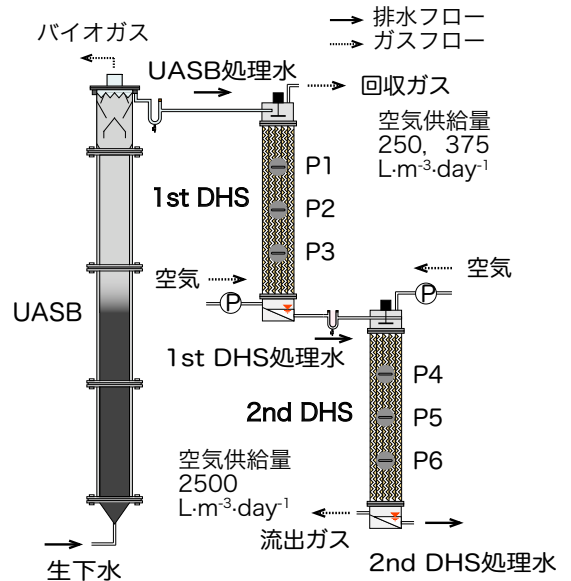 排水フロー
ガスフロー
バイオガス
UASB処理水
回収ガス
空気供給量
250, 375
L·m-3·day-1
P1
1st DHS
P2
P3
空気
P
空気
P
UASB
1st DHS処理水
P4
2nd DHS
P5
空気供給量
2500
L·m-3·day-1
P6
流出ガス
生下水
2nd DHS処理水